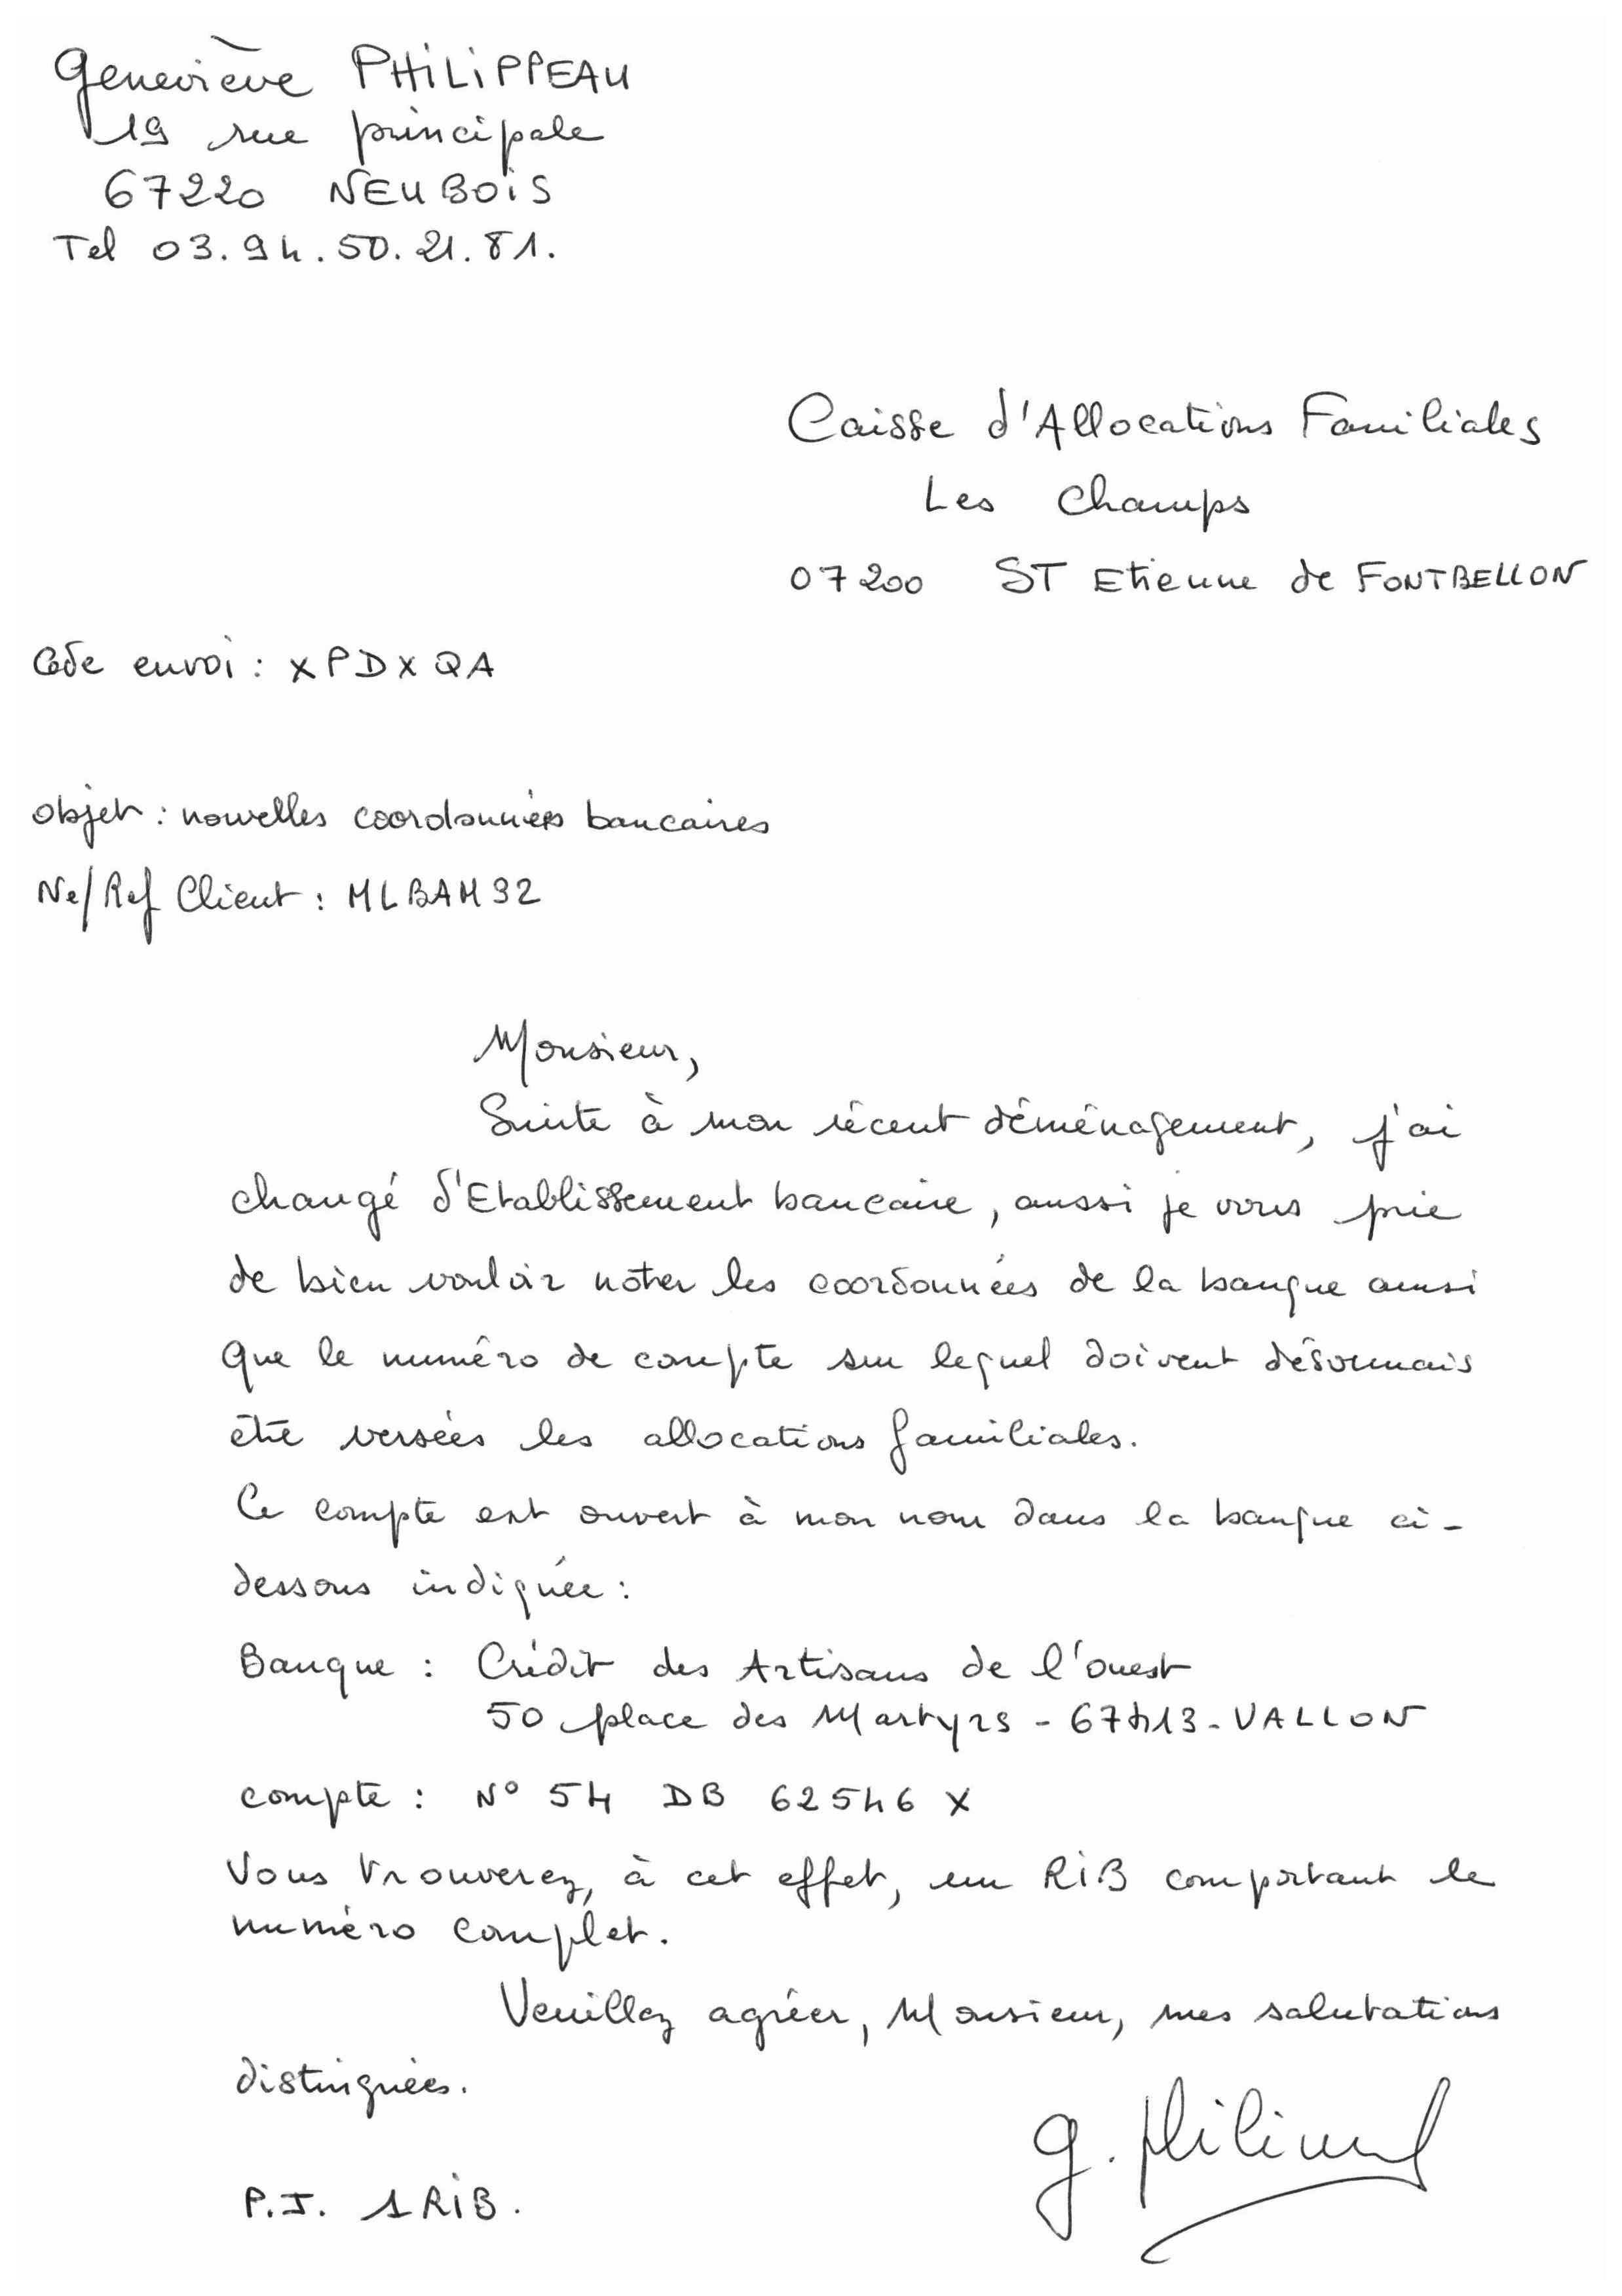 Geneviève PHILIPPEAU
19 rue principale
67220 NEUBOIS
Tel 03.94.50.21.81.
Caisse d'Allocations Familiales
Les Champs
07200 ST Etienne de FONTBELLON
Code envoi : XPDXQA
objet : nouvelles coordonnées bancaires
Ne/Ref Client : MLBAM92
Monsieur,
Suite à mon récent déménagement, j'ai
changé d'Etablissement bancaire, aussi je vous prie
de bien vouloir noter les coordonnées de la banque ainsi
que le numéro de compte sur lequel doivent désormais
être versées les allocations familiales.
Ce compte est ouvert à mon nom dans la banque ci-
dessous indiquée :
Banque : Crédit des Artisans de l'ouest
50 place des Martyrs - 67413 - VALLON
compte : N° 54 DB 62546 X
Vous trouverez, à cet effet, un RIB comportant le
numéro complet.
Veuillez agréer, Monsieur, mes salutations
distinguées.
P.J. 1 RIB.